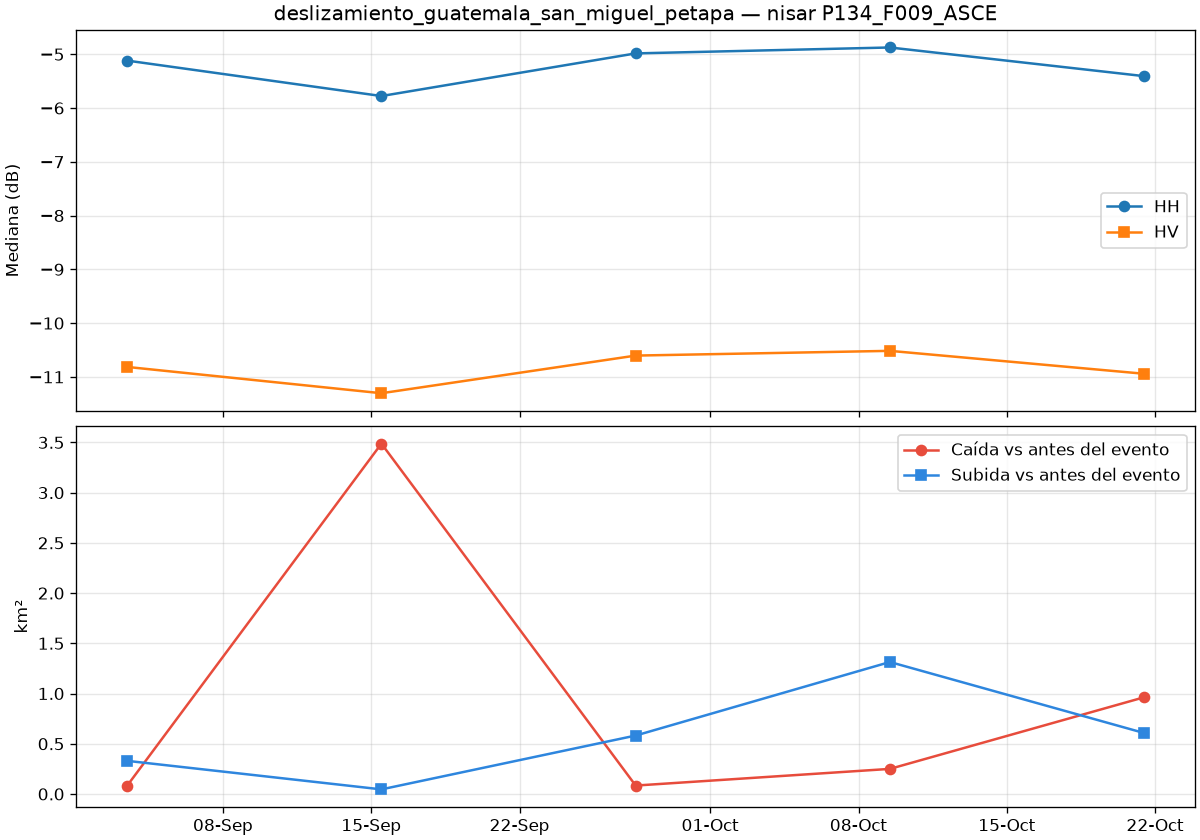 deslizamiento_guatemala_san_miguel_petapa — nisar P134_F009_ASCE
Mediana (dB)
−5
−6
−7
−8
−9
−10
−11
HH
HV
km²
3.5
3.0
2.5
2.0
1.5
1.0
0.5
0.0
Caída vs antes del evento
Subida vs antes del evento
08-Sep 15-Sep 22-Sep 01-Oct 08-Oct 15-Oct 22-Oct